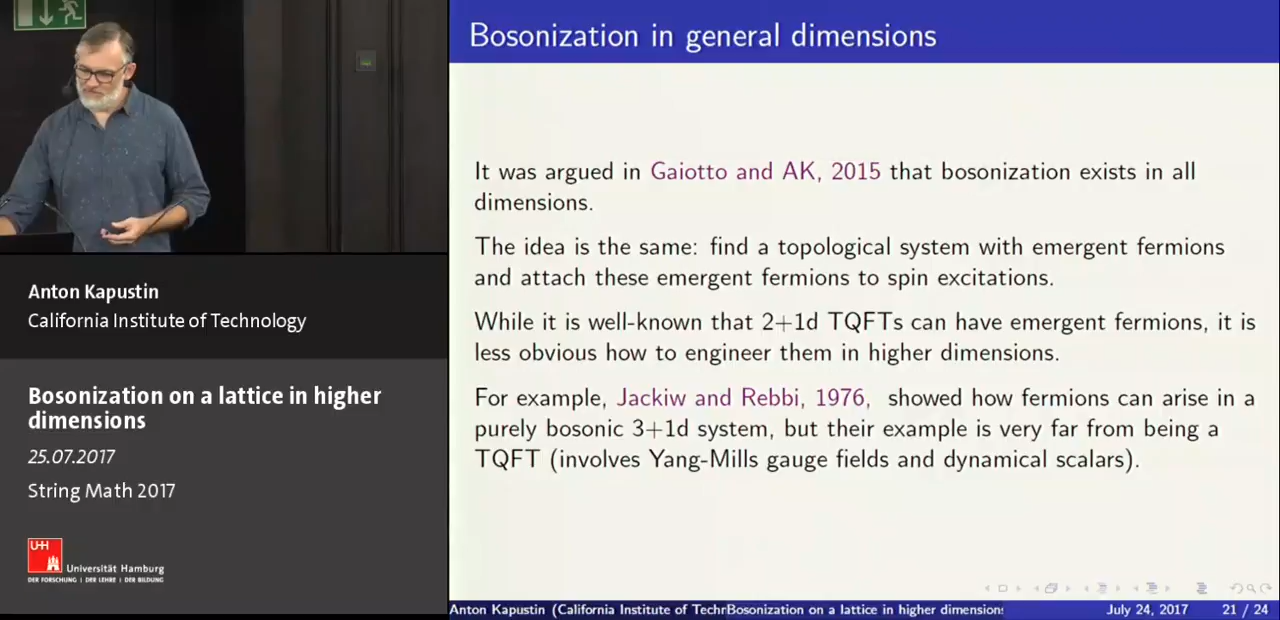 Bosonization in general dimensions
It was argued in Gaiotto and AK, 2015 that bosonization exists in all
dimensions.
The idea is the same: find a topological system with emergent fermions
and attach these emergent fermions to spin excitations.
While it is well-known that 2+1d TQFTs can have emergent fermions, it is
less obvious how to engineer them in higher dimensions.
For example, Jackiw and Rebbi, 1976, showed how fermions can arise in a
purely bosonic 3+1d system, but their example is very far from being a
TQFT (involves Yang-Mills gauge fields and dynamical scalars).
Anton Kapustin (California Institute of Techn
Bosonization on a lattice in higher dimensions
July 24, 2017
21 / 24
Anton Kapustin
California Institute of Technology
Bosonization on a lattice in higher
dimensions
25.07.2017
String Math 2017
UH
Universität Hamburg
DER FORSCHUNG | DER LEHRE | DER BILDUNG